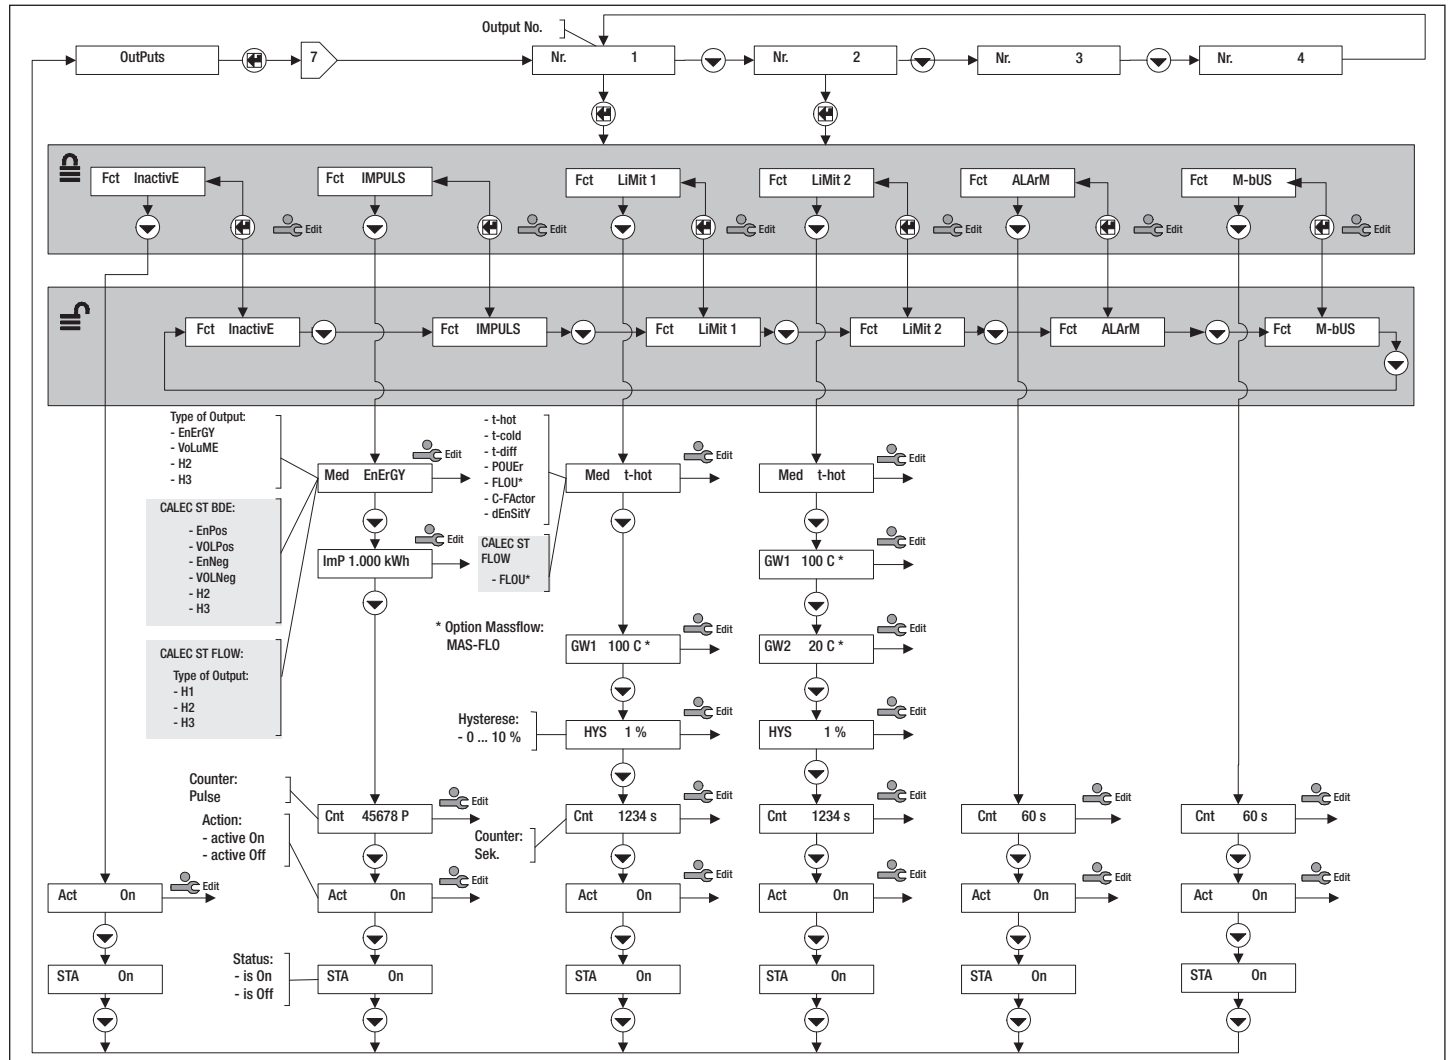 Output No.
OutPuts
7
Nr. 1
Nr. 2
Nr. 3
Nr. 4
Fct InactivE
Fct IMPULS
Fct LiMit 1
Fct LiMit 2
Fct ALArM
Fct M-bUS
Edit
Edit
Edit
Edit
Edit
Edit
Fct InactivE
Fct IMPULS
Fct LiMit 1
Fct LiMit 2
Fct ALArM
Fct M-bUS
Type of Output:
- EnErGY
- VoLuME
- H2
- H3
CALEC ST BDE:
- EnPos
- VOLPos
- EnNeg
- VOLNeg
- H2
- H3
CALEC ST FLOW:
Type of Output:
- H1
- H2
- H3
Med EnErGY
Edit
ImP 1.000 kWh
Edit
- t-hot
- t-cold
- t-diff
- POUEr
- FLOU*
- C-FActor
- dEnSitY
CALEC ST
FLOW
- FLOU*
* Option Massflow:
MAS-FLO
Med t-hot
Edit
Med t-hot
Edit
GW1 100 C *
Edit
GW1 100 C *
Edit
GW2 20 C *
Edit
Hysterese:
- 0 ... 10 %
HYS 1 %
Edit
HYS 1 %
Edit
Counter:
Pulse
Cnt 45678 P
Edit
Counter:
Sek.
Cnt 1234 s
Edit
Cnt 1234 s
Edit
Cnt 60 s
Edit
Cnt 60 s
Edit
Action:
- active On
- active Off
Act On
Edit
Act On
Edit
Act On
Edit
Act On
Edit
Act On
Edit
Act On
Edit
Status:
- is On
- is Off
STA On
STA On
STA On
STA On
STA On
STA On